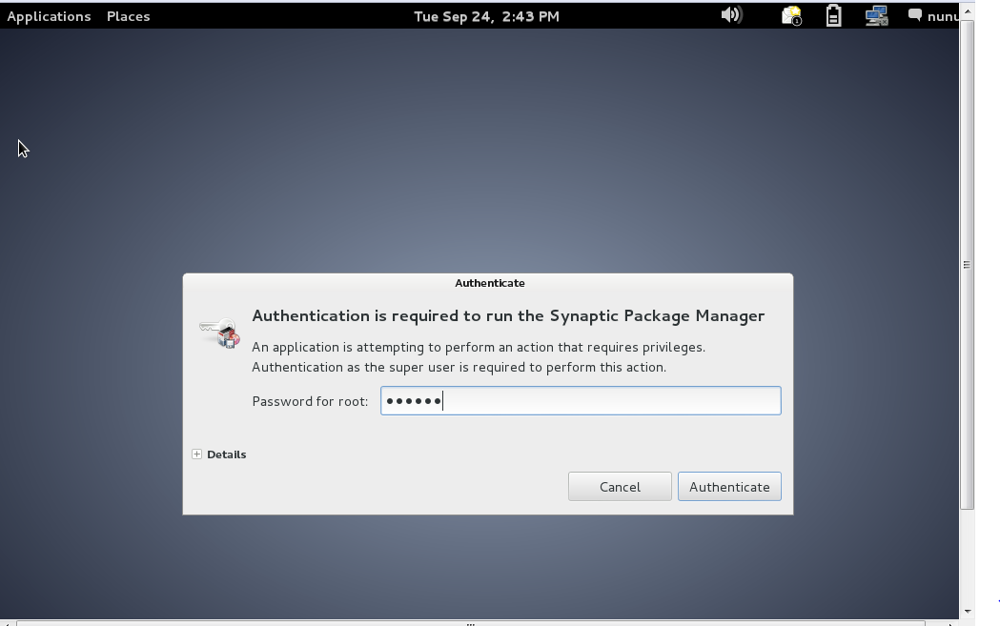 Applications Places Tue Sep 24, 2:43 PM
Authenticate
Authentication is required to run the Synaptic Package Manager
An application is attempting to perform an action that requires privileges.
Authentication as the super user is required to perform this action.
Password for root: ••••••
Details
Cancel Authenticate